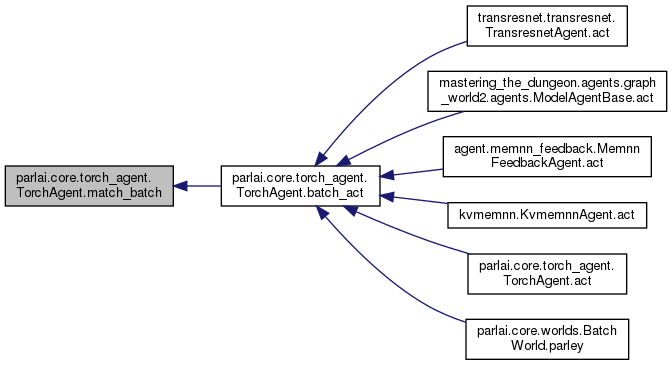 parlai.core.torch_agent.
TorchAgent.match_batch
parlai.core.torch_agent.
TorchAgent.batch_act
transresnet.transresnet.
TransresnetAgent.act
mastering_the_dungeon.agents.graph
_world2.agents.ModelAgentBase.act
agent.memnn_feedback.Memnn
FeedbackAgent.act
kvmemnn.KvmemnnAgent.act
parlai.core.torch_agent.
TorchAgent.act
parlai.core.worlds.Batch
World.parley